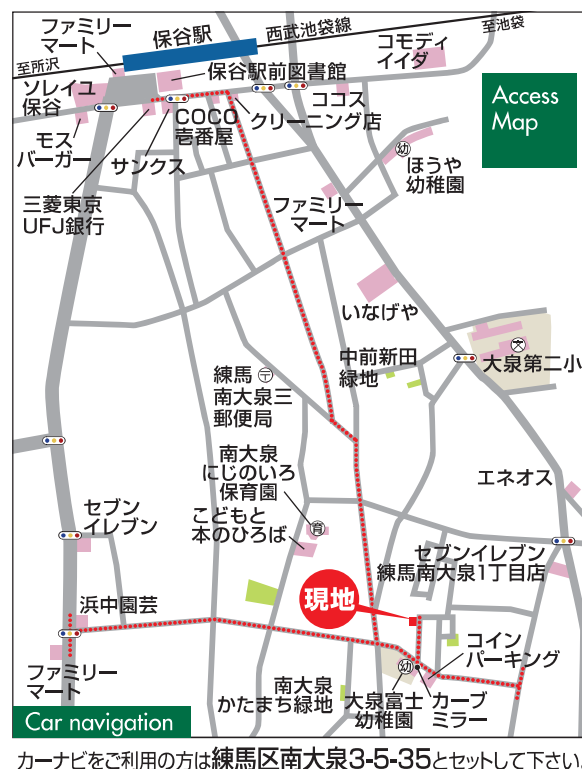 ファミリー
マート
保谷駅
西武池袋線
至池袋
至所沢
ソレイユ
保谷
保谷駅前図書館
コモディ
イイダ
Access
Map
モス
バーガー
サンクス
COCO
壱番屋
クリーニング店
ココス
幼
ほうや
幼稚園
三菱東京
UFJ銀行
ファミリー
マート
いなげや
中前新田
緑地
文
大泉第二小
練馬〒
南大泉三
郵便局
南大泉
にじのいろ
保育園
育
こどもと
本のひろば
エネオス
セブン
イレブン
セブンイレブン
練馬南大泉1丁目店
現地
浜中園芸
コイン
パーキング
ファミリー
マート
南大泉
かたまち緑地
幼
大泉富士
幼稚園
カーブ
ミラー
Car navigation
カーナビをご利用の方は練馬区南大泉3-5-35とセットして下さい。